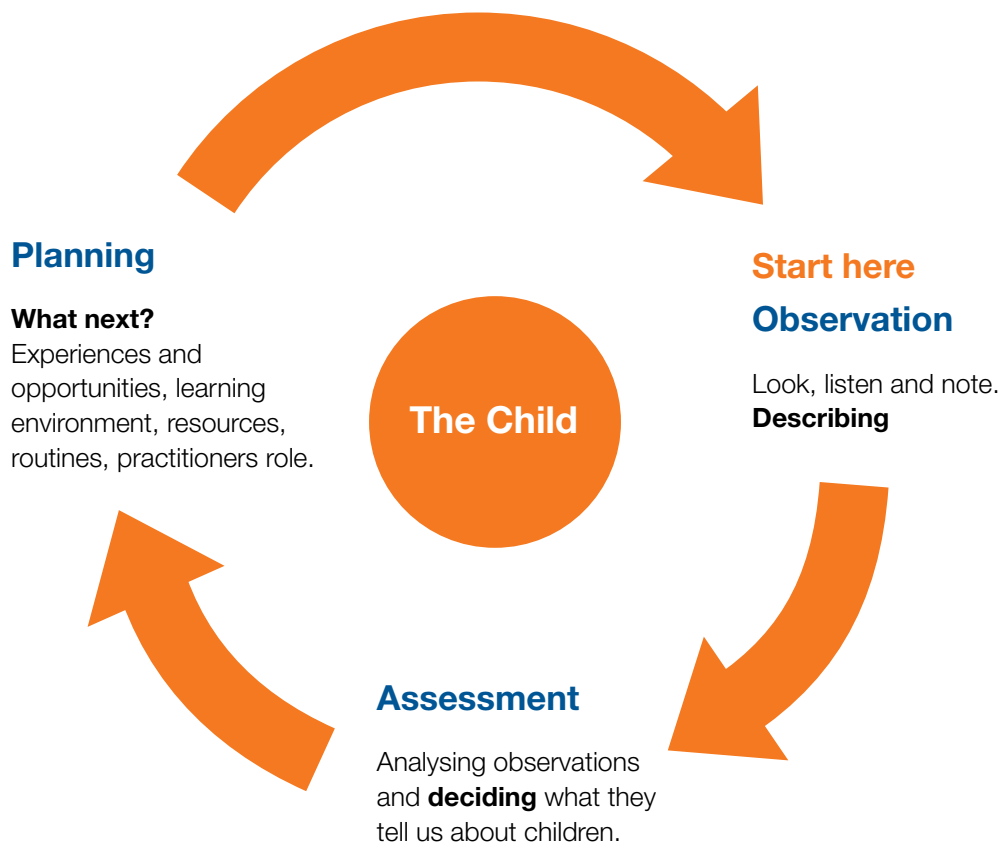 Planning
What next?
Experiences and
opportunities, learning
environment, resources,
routines, practitioners role.
The Child
Start here
Observation
Look, listen and note.
Describing
Assessment
Analysing observations
and deciding what they
tell us about children.